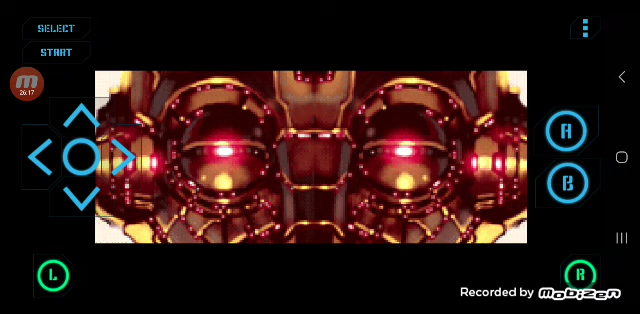 SELECT
START
26:17
A
B
L
R
Recorded by MOBIZEN